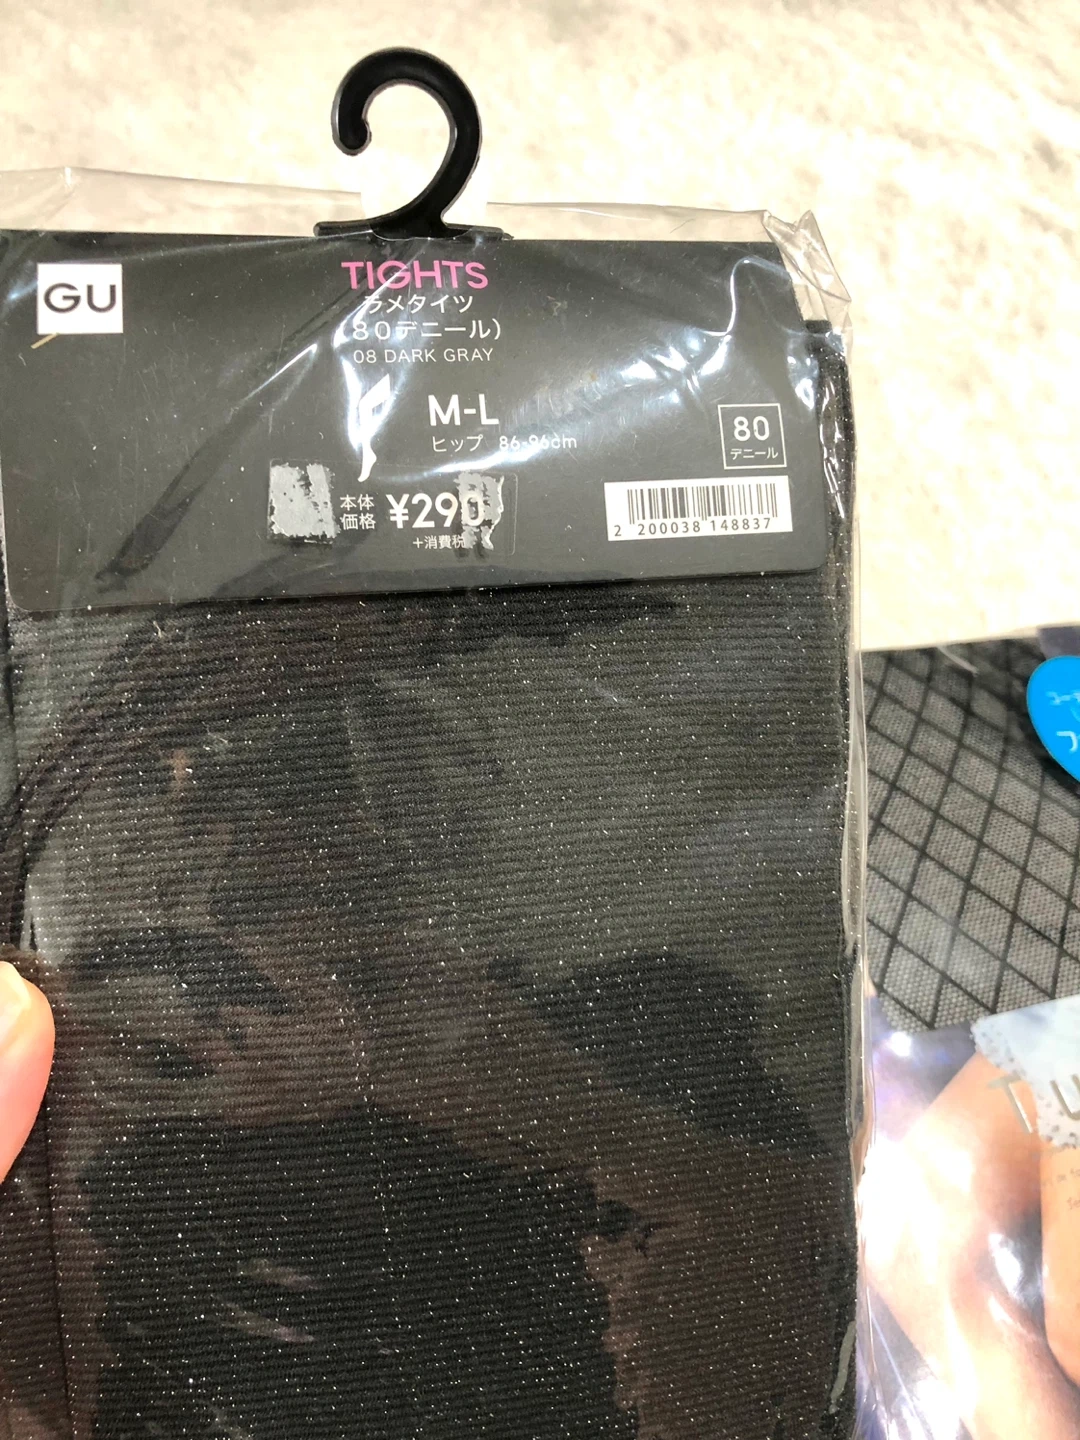 GU
TIGHTS
ラメタイツ
(80デニール)
08 DARK GRAY
M-L
ヒップ 86-96cm
80
デニール
本体
価格 ¥290
+消費税
2 200038 148837